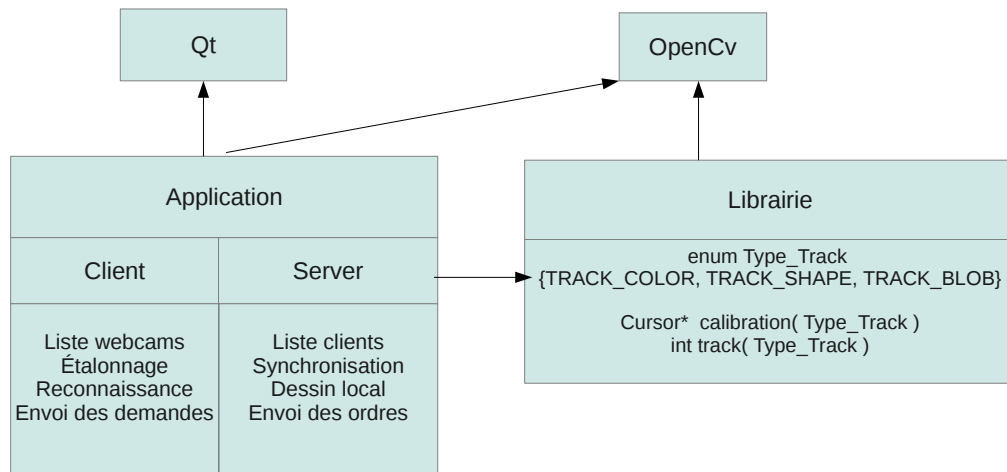 Qt
OpenCv
Application
Librairie
Client
Server
enum Type_Track
{TRACK_COLOR, TRACK_SHAPE, TRACK_BLOB}
Cursor* calibration( Type_Track )
int track( Type_Track )
Liste webcams
Étalonnage
Reconnaissance
Envoi des demandes
Liste clients
Synchronisation
Dessin local
Envoi des ordres